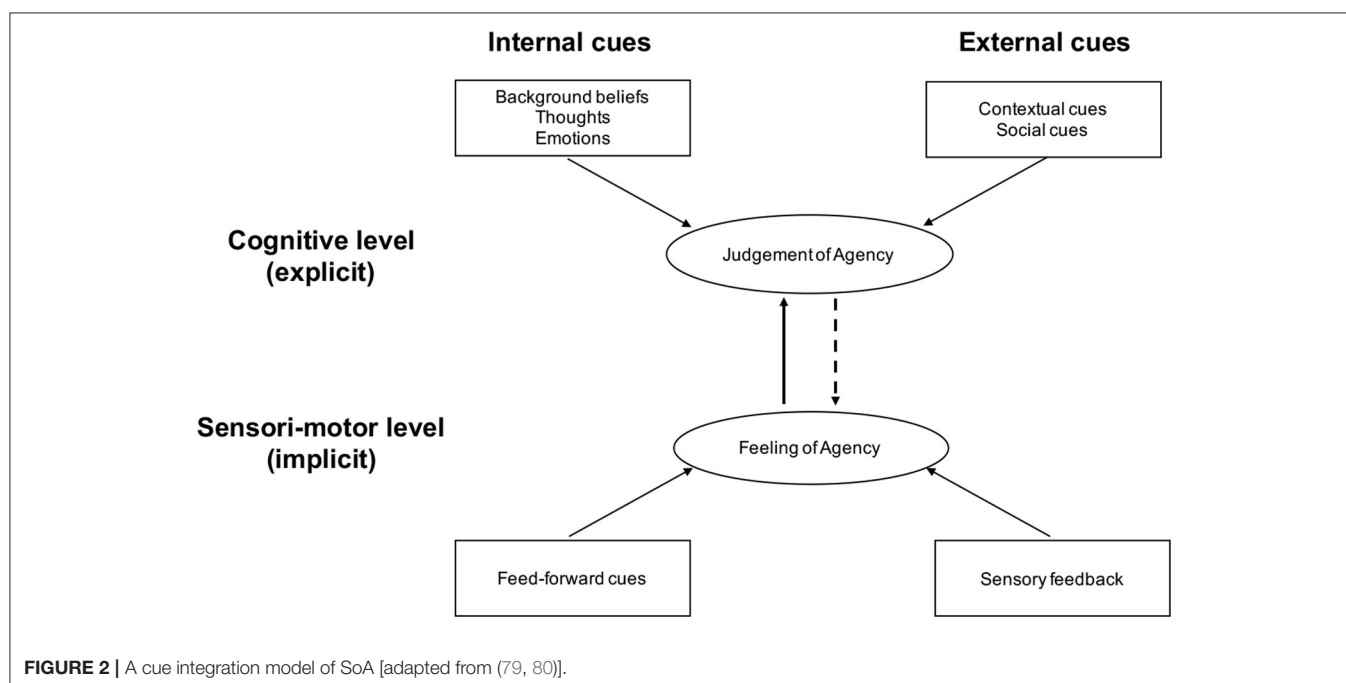 Internal cues
External cues
Background beliefs
Thoughts
Emotions
Contextual cues
Social cues
Cognitive level
(explicit)
Judgement of Agency
Sensori-motor level
(implicit)
Feeling of Agency
Feed-forward cues
Sensory feedback
FIGURE 2 | A cue integration model of SoA [adapted from (79, 80)].